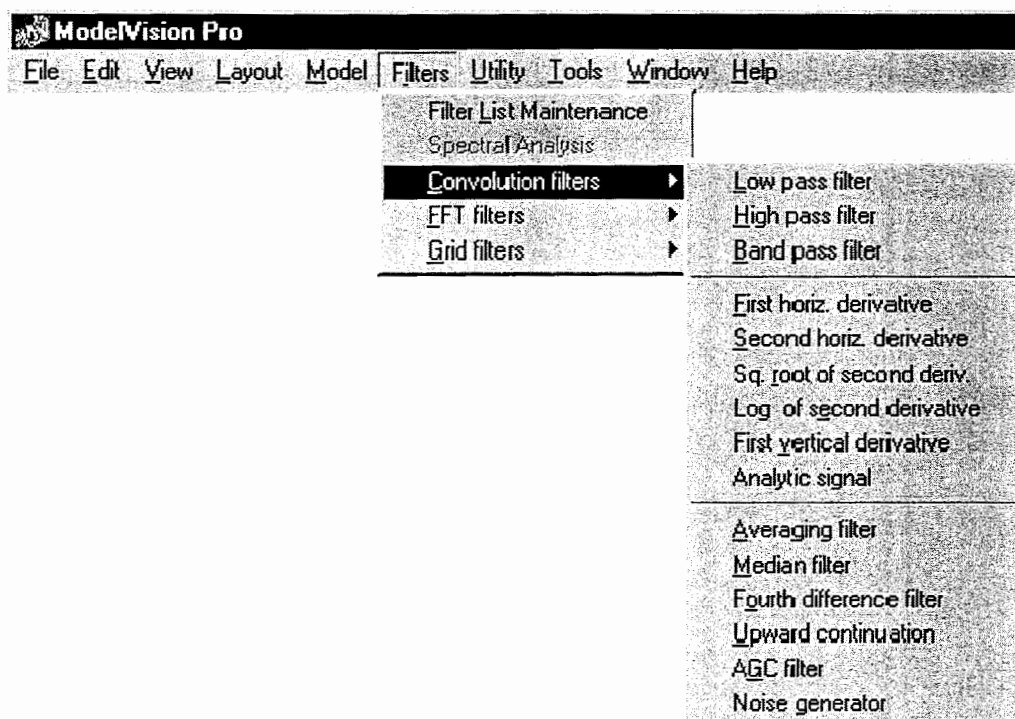 ModelVision Pro
File Edit View Layout Model Filters Utility Tools Window Help
Filter List Maintenance
Spectral Analysis
Convolution filters
FFT filters
Grid filters
Low pass filter
High pass filter
Band pass filter
First horiz. derivative
Second horiz. derivative
Sq. root of second deriv.
Log of second derivative
First vertical derivative
Analytic signal
Averaging filter
Median filter
Fourth difference filter
Upward continuation
AGC filter
Noise generator